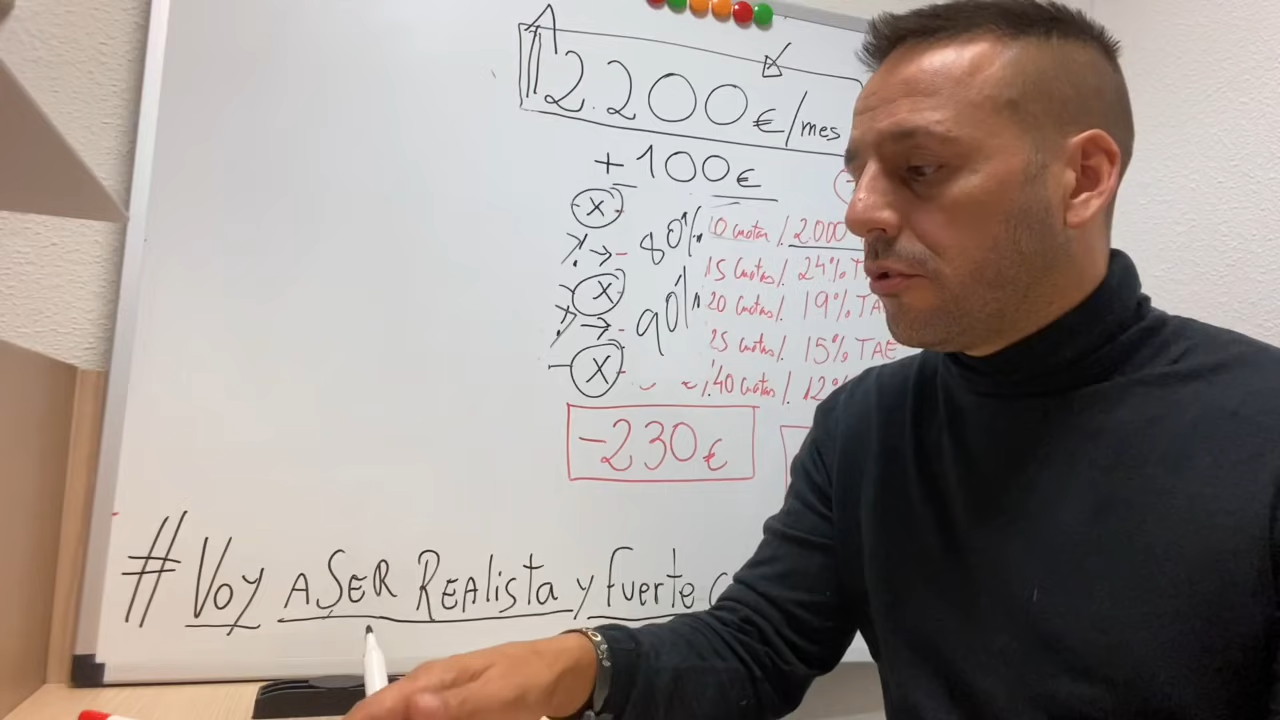 2.200€/mes
+100€
X
80%
10 cuotas/. 2.000
15 cuotas/. 24% T
X
90%
20 cuotas/. 19% TAE
25 cuotas/. 15% TAE
X
40 cuotas/. 12%
-230€
#Voy A SER REAlista y fuerte